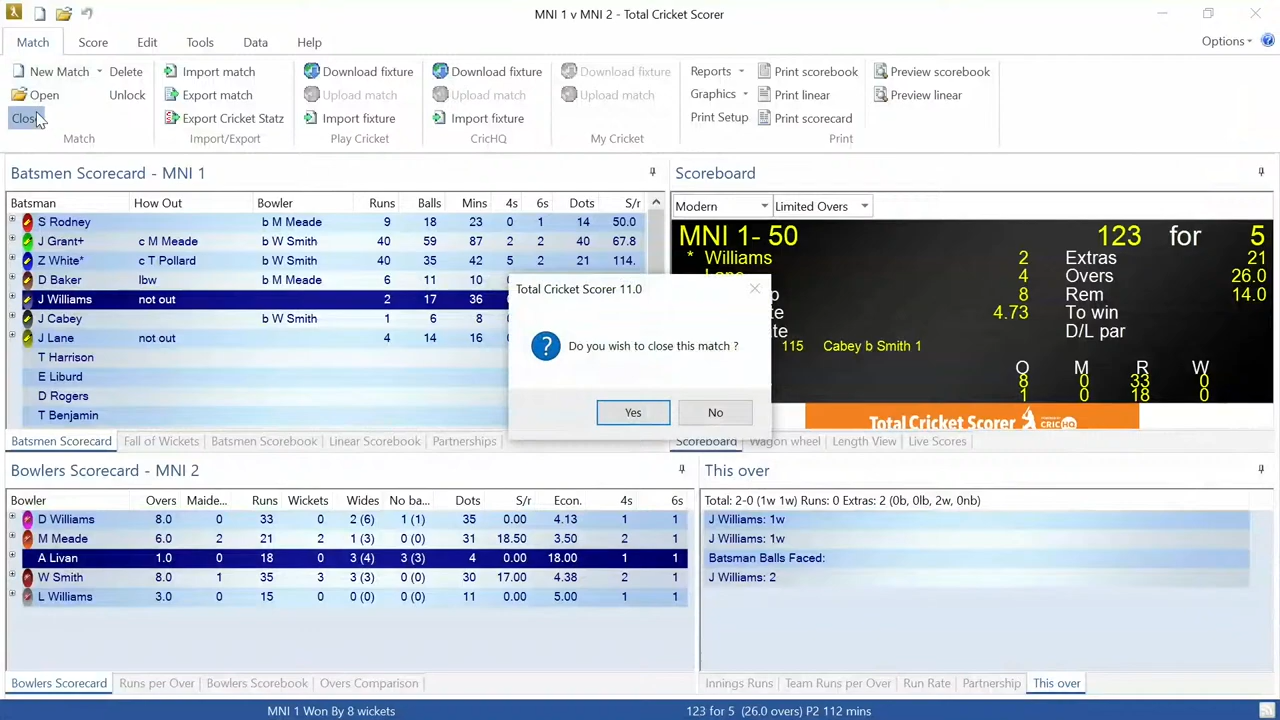 MNI 1 v MNI 2 - Total Cricket Scorer
Match Score Edit Tools Data Help Options
New Match Delete Import match Download fixture Download fixture Download fixture Reports Print scorebook Preview scorebook
Open Unlock Export match Upload match Upload match Upload match Graphics Print linear Preview linear
Export Cricket Statz Import fixture Import fixture Print Setup Print scorecard
Match Import/Export Play Cricket CricHQ My Cricket Print
Batsmen Scorecard - MNI 1
Batsman How Out Bowler Runs Balls Mins 4s 6s Dots S/r
S Rodney b M Meade 9 18 23 0 1 14 50.0
J Grant+ c M Meade b W Smith 40 59 87 2 2 40 67.8
Z White* c T Pollard b W Smith 40 35 42 5 2 21 114.
D Baker lbw b M Meade 6 11 10
J Williams not out 2 17 36
J Cabey b W Smith 1 6 8
J Lane not out 4 14 16
T Harrison
E Liburd
D Rogers
T Benjamin
Batsmen Scorecard Fall of Wickets Batsmen Scorebook Linear Scorebook Partnerships
Scoreboard
Modern Limited Overs
MNI 1- 50 123 for 5
* Williams 2 Extras 21
4 Overs 26.0
8 Rem 14.0
4.73 To win
D/L par
115 Cabey b Smith 1
O M R W
8 0 33 0
1 0 18 0
Total Cricket Scorer CRICHQ
Scoreboard Wagon wheel Length View Live Scores
Total Cricket Scorer 11.0
Do you wish to close this match ?
Yes No
Bowlers Scorecard - MNI 2
Bowler Overs Maide... Runs Wickets Wides No ba... Dots S/r Econ. 4s 6s
D Williams 8.0 0 33 0 2 (6) 1 (1) 35 0.00 4.13 1 1
M Meade 6.0 2 21 2 1 (3) 0 (0) 31 18.50 3.50 2 1
A Livan 1.0 0 18 0 3 (4) 3 (3) 4 0.00 18.00 1 1
W Smith 8.0 1 35 3 3 (3) 0 (0) 30 17.00 4.38 2 1
L Williams 3.0 0 15 0 0 (0) 0 (0) 11 0.00 5.00 1 1
Bowlers Scorecard Runs per Over Bowlers Scorebook Overs Comparison
This over
Total: 2-0 (1w 1w) Runs: 0 Extras: 2 (0b, 0lb, 2w, 0nb)
J Williams: 1w
J Williams: 1w
Batsman Balls Faced:
J Williams: 2
Innings Runs Team Runs per Over Run Rate Partnership This over
MNI 1 Won By 8 wickets 123 for 5 (26.0 overs) P2 112 mins